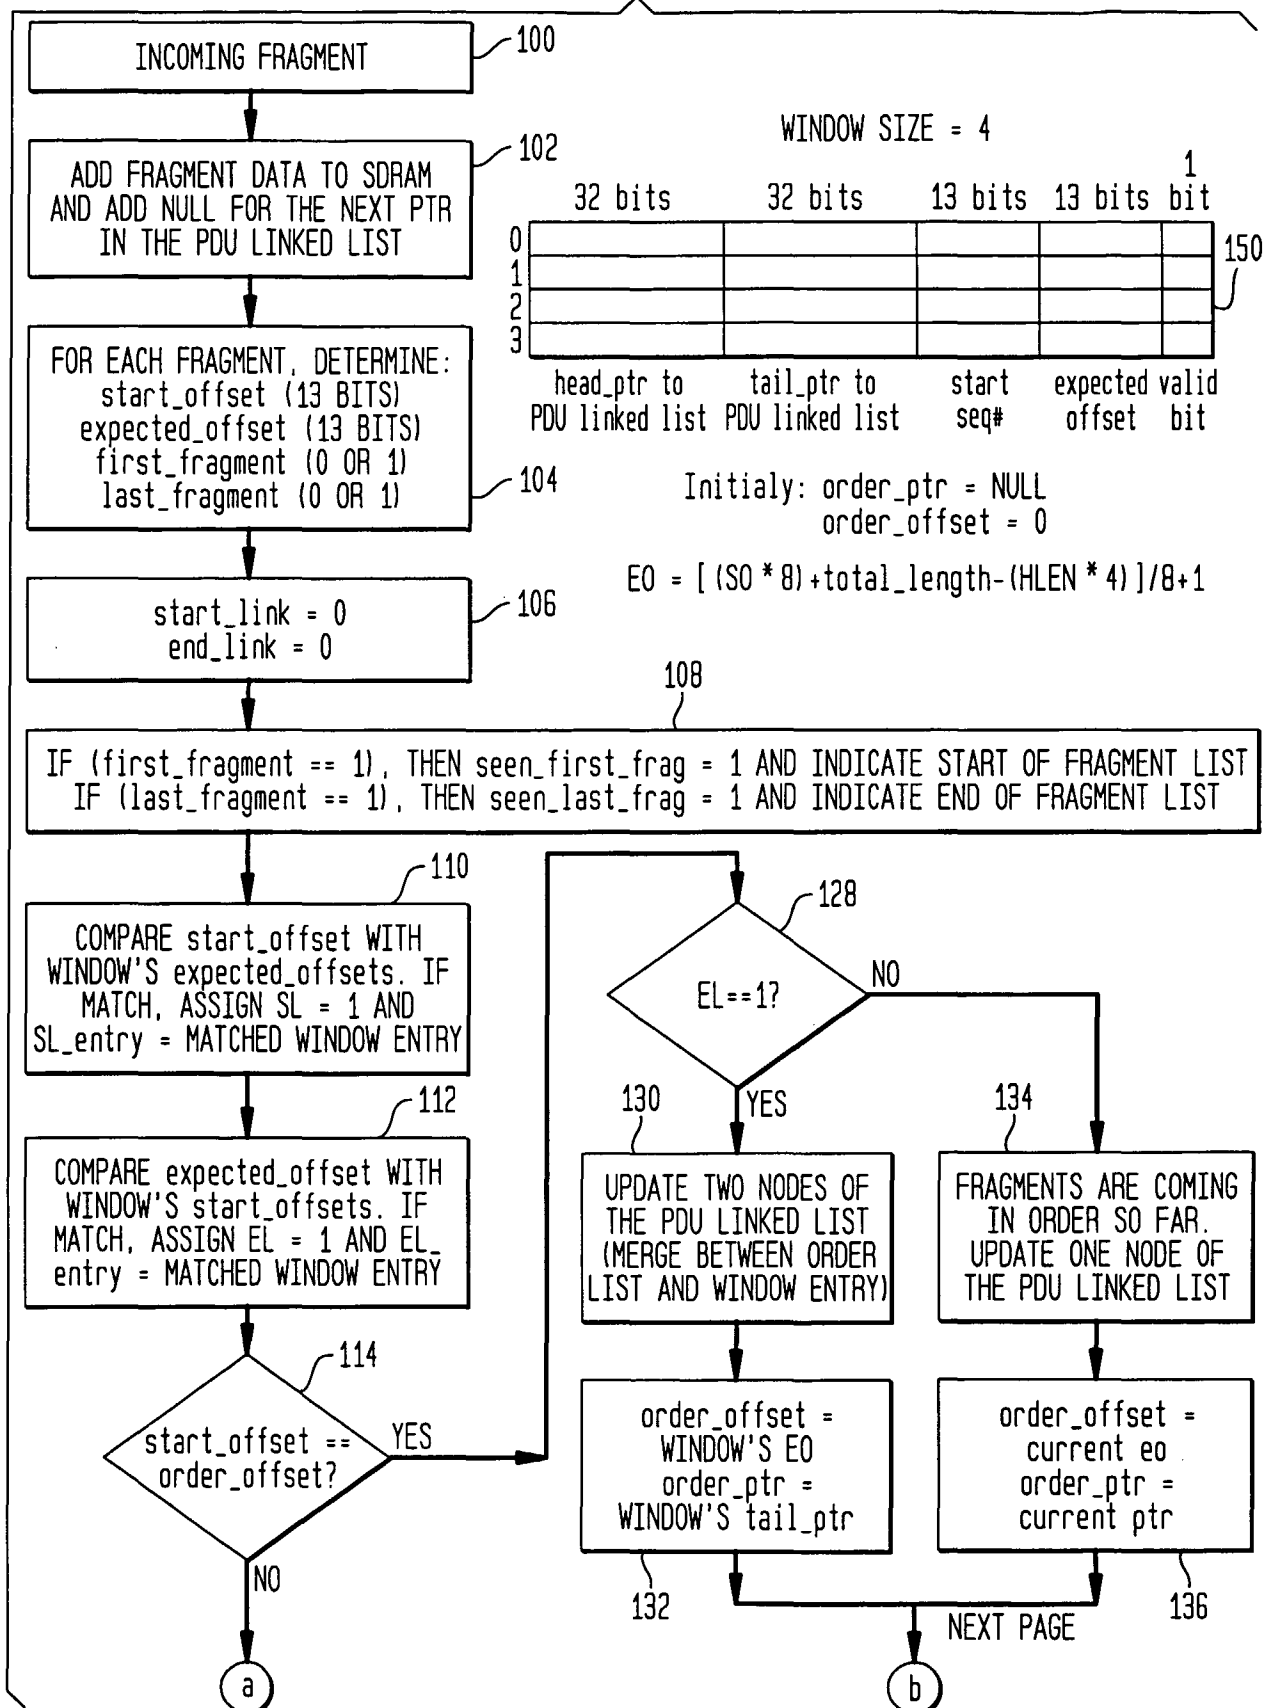 INCOMING FRAGMENT
100
ADD FRAGMENT DATA TO SDRAM
AND ADD NULL FOR THE NEXT PTR
IN THE PDU LINKED LIST
102
WINDOW SIZE = 4
32 bits 32 bits 13 bits 13 bits 1 bit
0
1
2
3
150
head_ptr to PDU linked list
tail_ptr to PDU linked list
start seq#
expected offset
valid bit
FOR EACH FRAGMENT, DETERMINE:
start_offset (13 BITS)
expected_offset (13 BITS)
first_fragment (0 OR 1)
last_fragment (0 OR 1)
104
Initialy: order_ptr = NULL
order_offset = 0
EO = [(SO * 8)+total_length-(HLEN * 4)]/8+1
start_link = 0
end_link = 0
106
108
IF (first_fragment == 1), THEN seen_first_frag = 1 AND INDICATE START OF FRAGMENT LIST
IF (last_fragment == 1), THEN seen_last_frag = 1 AND INDICATE END OF FRAGMENT LIST
110
COMPARE start_offset WITH
WINDOW'S expected_offsets. IF
MATCH, ASSIGN SL = 1 AND
SL_entry = MATCHED WINDOW ENTRY
112
COMPARE expected_offset WITH
WINDOW'S start_offsets. IF
MATCH, ASSIGN EL = 1 AND EL_
entry = MATCHED WINDOW ENTRY
114
start_offset ==
order_offset?
YES
NO
a
128
EL==1?
NO
YES
130
UPDATE TWO NODES OF
THE PDU LINKED LIST
(MERGE BETWEEN ORDER
LIST AND WINDOW ENTRY)
134
FRAGMENTS ARE COMING
IN ORDER SO FAR.
UPDATE ONE NODE OF
THE PDU LINKED LIST
order_offset =
WINDOW'S EO
order_ptr =
WINDOW'S tail_ptr
132
order_offset =
current eo
order_ptr =
current ptr
136
NEXT PAGE
b